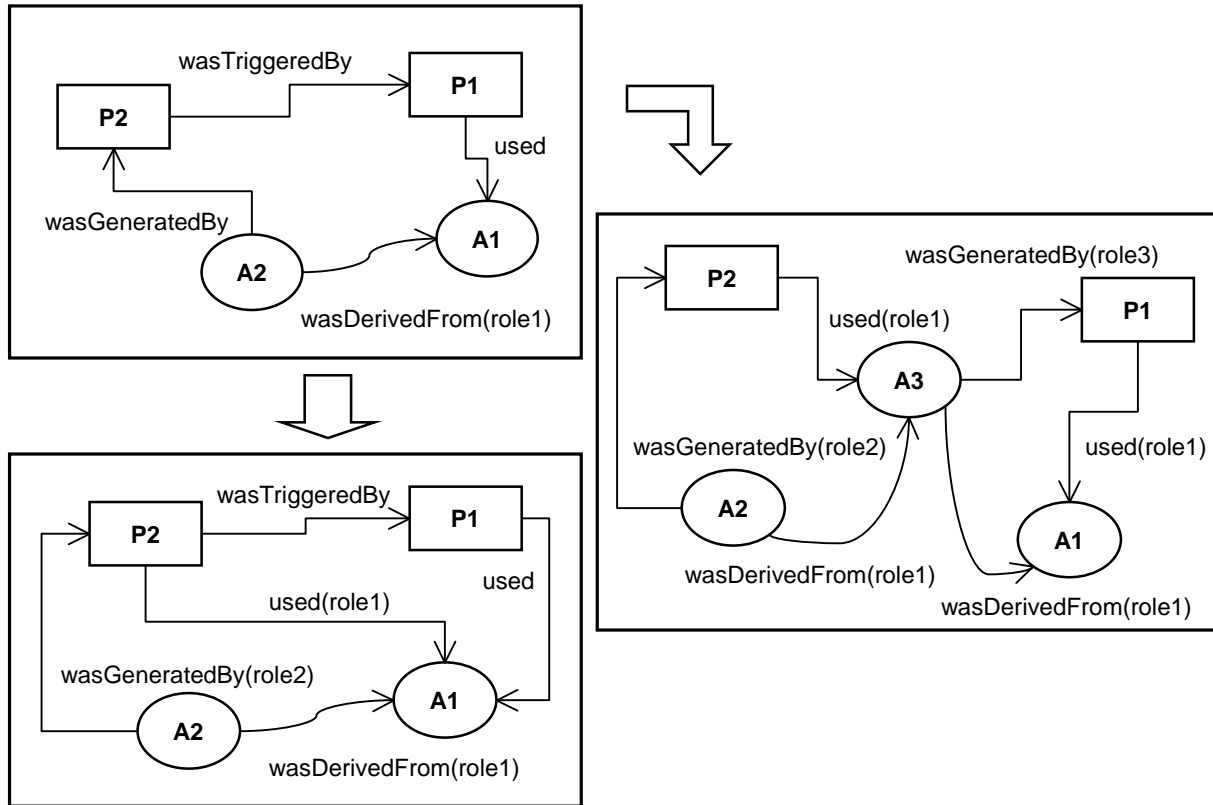 wasTriggeredBy
P1
P2
used
wasGeneratedBy
A1
A2
wasDerivedFrom(role1)
wasGeneratedBy(role3)
P2
P1
used(role1)
A3
wasGeneratedBy(role2)
used(role1)
A2
A1
wasDerivedFrom(role1)
wasDerivedFrom(role1)
wasTriggeredBy
P1
P2
used
used(role1)
wasGeneratedBy(role2)
A1
A2
wasDerivedFrom(role1)